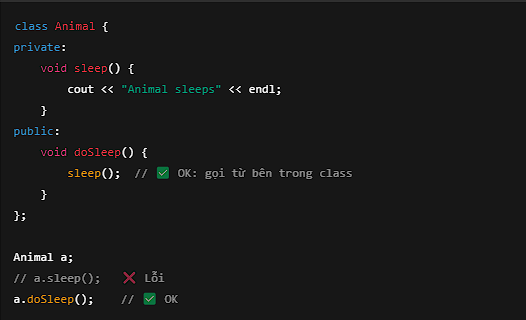 class Animal {
private:
    void sleep() {
        cout << "Animal sleeps" << endl;
    }
public:
    void doSleep() {
        sleep();  // ✅ OK: gọi từ bên trong class
    }
};

Animal a;
// a.sleep();   ❌ Lỗi
a.doSleep();    // ✅ OK